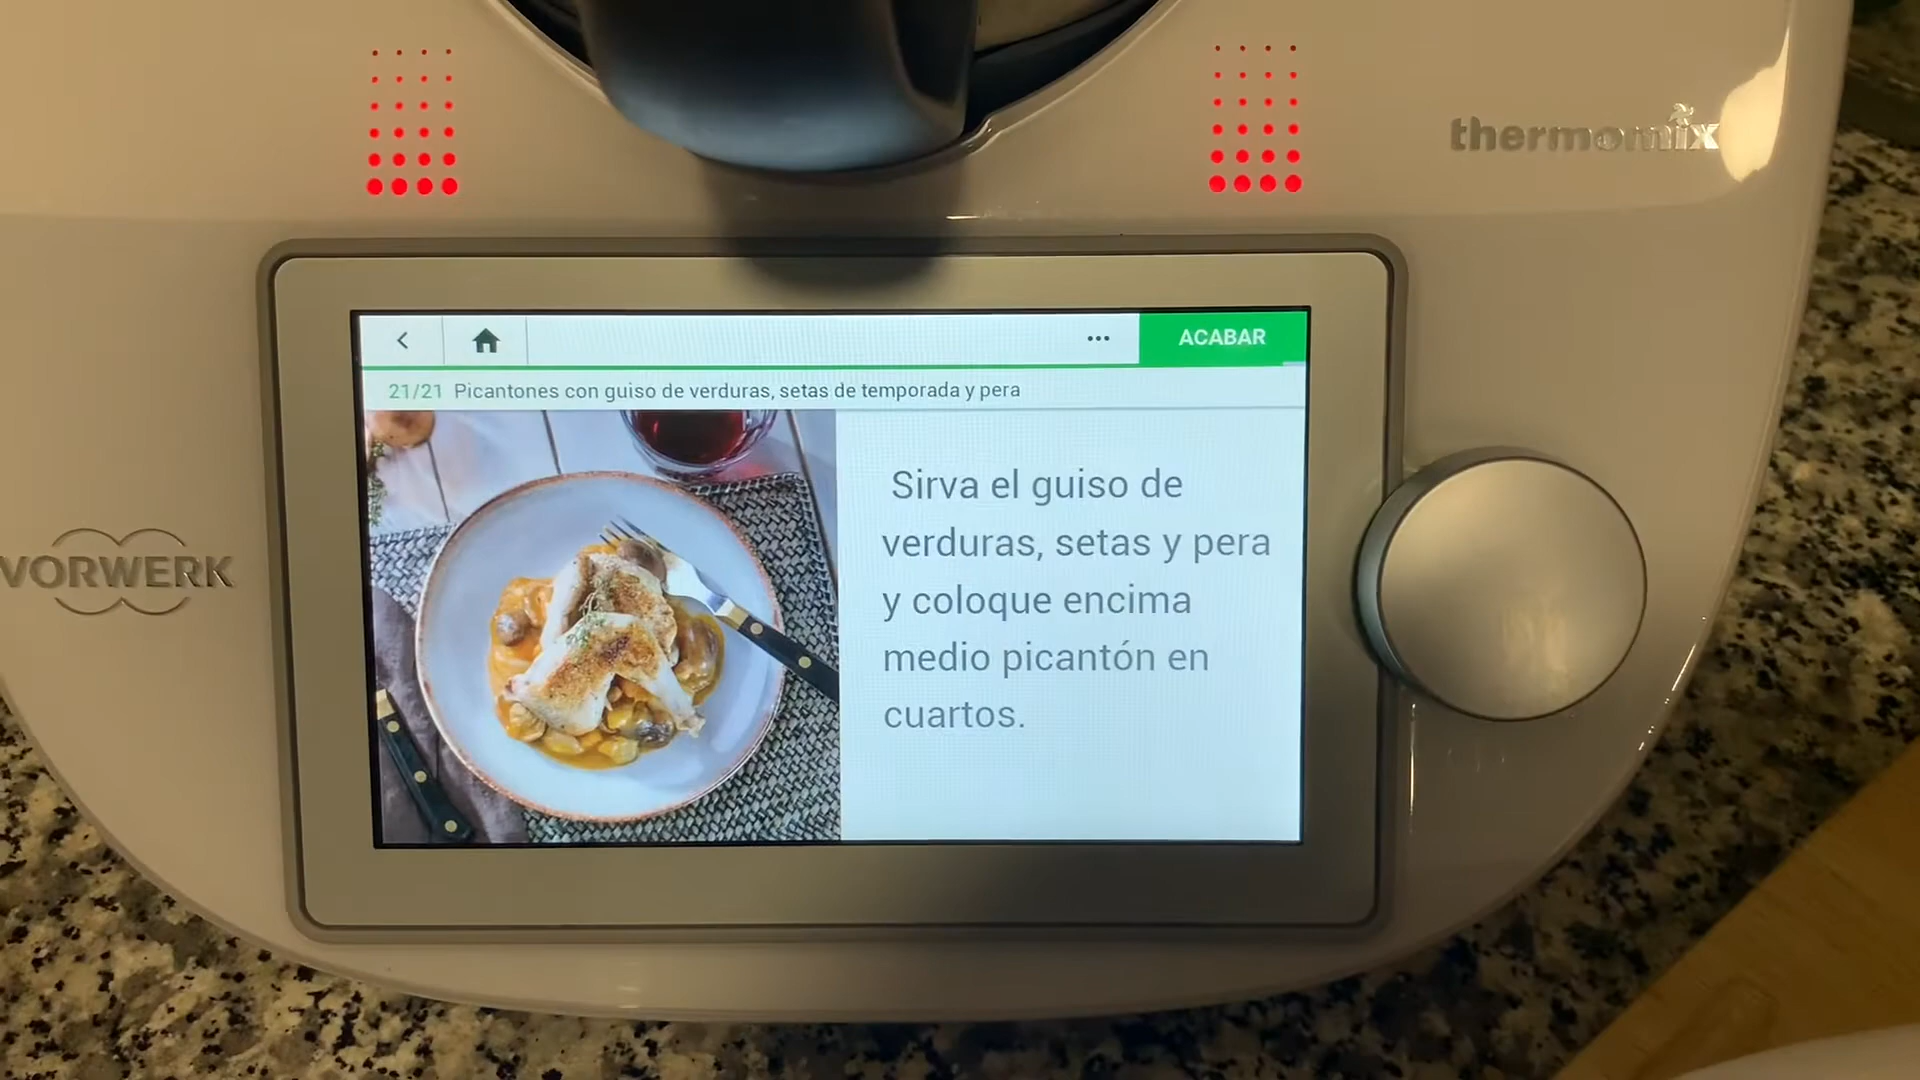 thermomix
VORWERK
ACABAR
21/21 Picantones con guiso de verduras, setas de temporada y pera
Sirva el guiso de
verduras, setas y pera
y coloque encima
medio picantón en
cuartos.